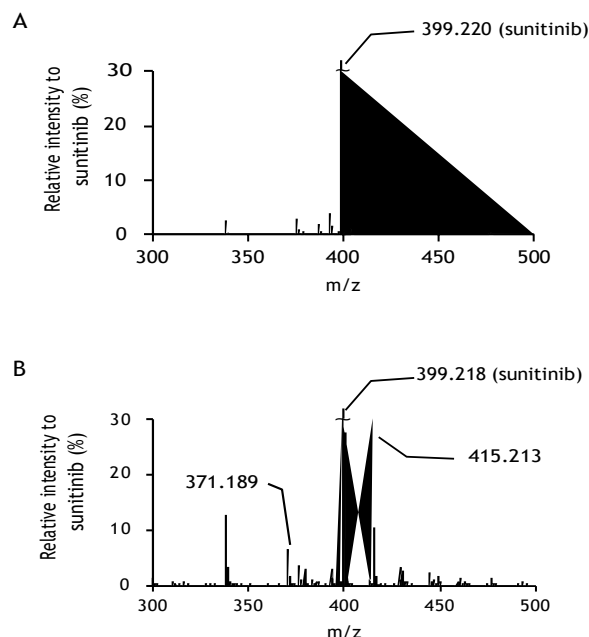 A
399.220 (sunitinib)
Relative intensity to
sunitinib (%)
30
20
10
0
300
350
400
450
500
m/z
B
399.218 (sunitinib)
Relative intensity to
sunitinib (%)
30
20
10
0
371.189
415.213
300
350
400
450
500
m/z